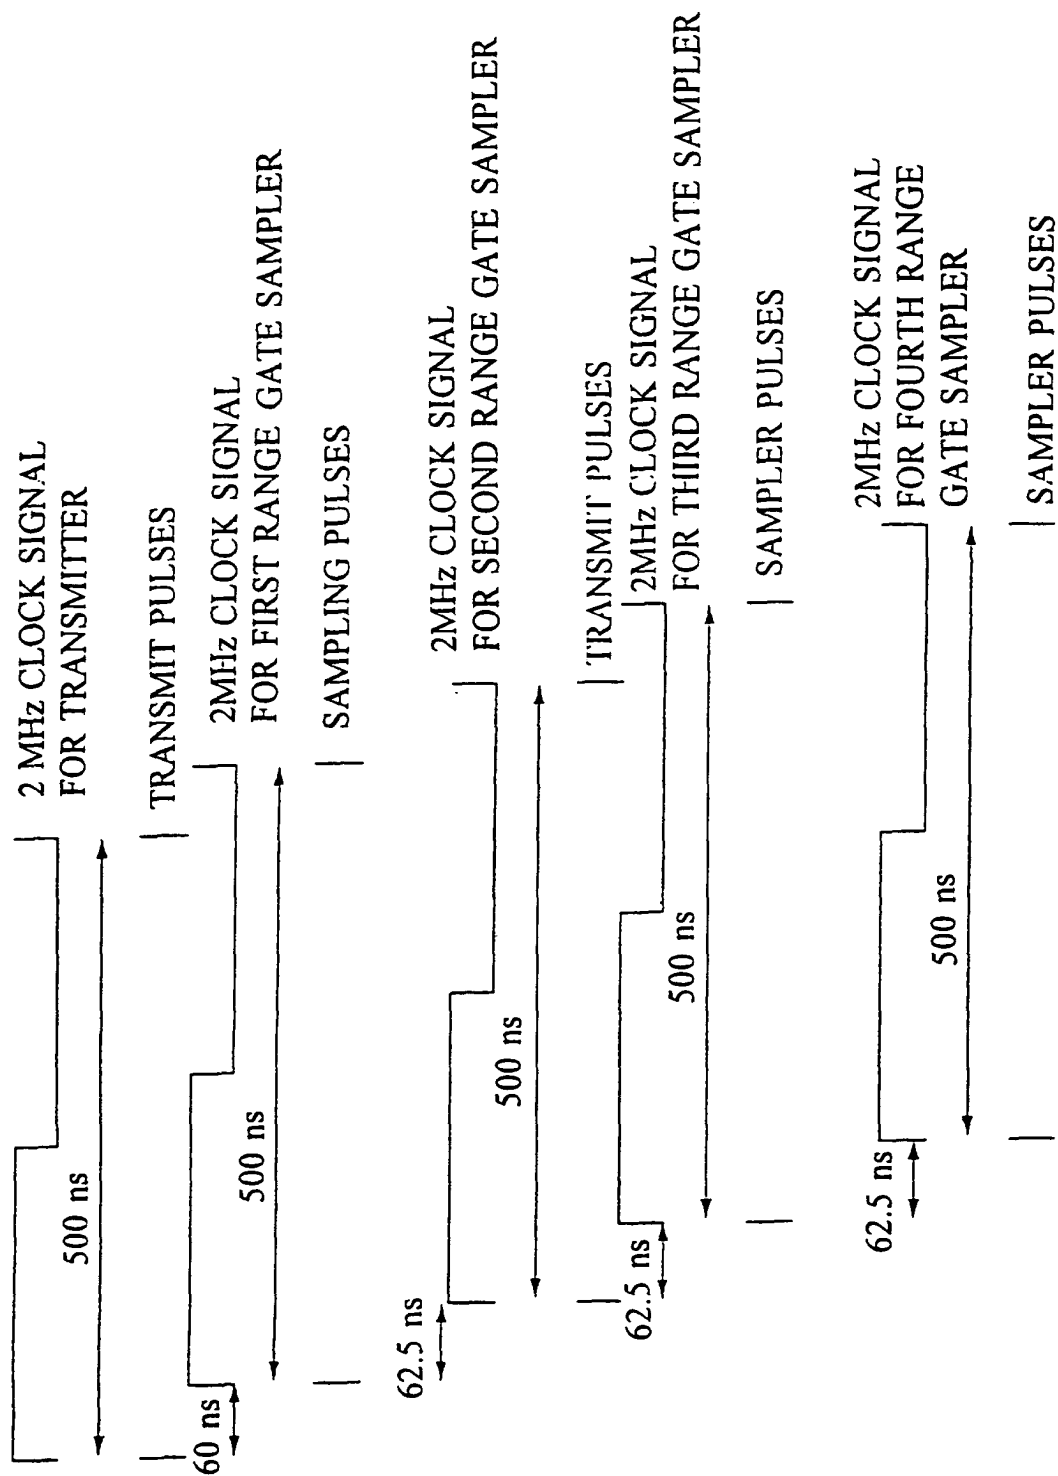 2 MHz CLOCK SIGNAL
FOR TRANSMITTER
500 ns
TRANSMIT PULSES
60 ns
2MHz CLOCK SIGNAL
FOR FIRST RANGE GATE SAMPLER
500 ns
SAMPLING PULSES
62.5 ns
2MHz CLOCK SIGNAL
FOR SECOND RANGE GATE SAMPLER
500 ns
TRANSMIT PULSES
62.5 ns
2MHz CLOCK SIGNAL
FOR THIRD RANGE GATE SAMPLER
500 ns
SAMPLER PULSES
62.5 ns
2MHz CLOCK SIGNAL
FOR FOURTH RANGE
GATE SAMPLER
500 ns
SAMPLER PULSES